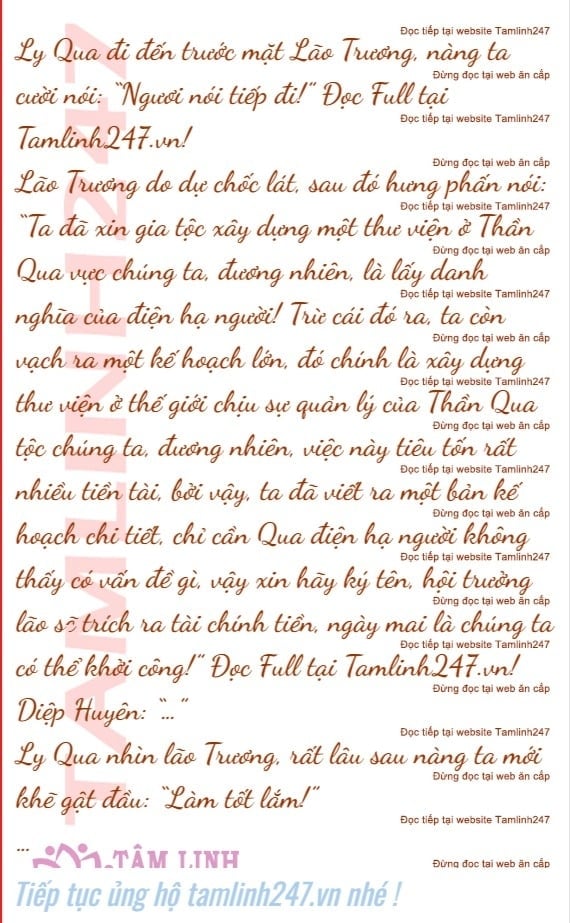 Đọc tiếp tại website Tamlinh247
Ly Qua đi đến trước mặt Lão Trương, nàng ta
Đừng đọc tại web ăn cắp
cười nói: “Ngươi nói tiếp đi!” Đọc Full tại
Đọc tiếp tại website Tamlinh247
Tamlinh247.vn!
Đừng đọc tại web ăn cắp
Lão Trương do dự chốc lát, sau đó hưng phấn nói:
Đọc tiếp tại website Tamlinh247
“Ta đã xin gia tộc xây dựng một thư viện ở Thần
Đừng đọc tại web ăn cắp
Qua vực chúng ta, đương nhiên, là lấy danh
Đọc tiếp tại website Tamlinh247
nghĩa của điện hạ người! Trừ cái đó ra, ta còn
Đừng đọc tại web ăn cắp
vạch ra một kế hoạch lớn, đó chính là xây dựng
Đọc tiếp tại website Tamlinh247
thư viện ở thế giới chịu sự quản lý của Thần Qua
Đừng đọc tại web ăn cắp
tộc chúng ta, đương nhiên, việc này tiêu tốn rất
Đọc tiếp tại website Tamlinh247
nhiều tiền tài, bởi vậy, ta đã viết ra một bản kế
Đừng đọc tại web ăn cắp
hoạch chi tiết, chỉ cần Qua điện hạ người không
Đọc tiếp tại website Tamlinh247
thấy có vấn đề gì, vậy xin hãy ký tên, hội trưởng
Đừng đọc tại web ăn cắp
lão sẽ trích ra tài chính tiền, ngày mai là chúng ta
Đọc tiếp tại website Tamlinh247
có thể khởi công!” Đọc Full tại Tamlinh247.vn!
Đừng đọc tại web ăn cắp
Diệp Huyên: “...”
Đọc tiếp tại website Tamlinh247
Ly Qua nhìn lão Trương, rất lâu sau nàng ta mới
Đừng đọc tại web ăn cắp
khẽ gật đầu: “Làm tốt lắm!”
Đọc tiếp tại website Tamlinh247
...
Đừng đọc tại web ăn cắp
TAMLINH247
TÂM LINH
Tiếp tục ủng hộ tamlinh247.vn nhé !